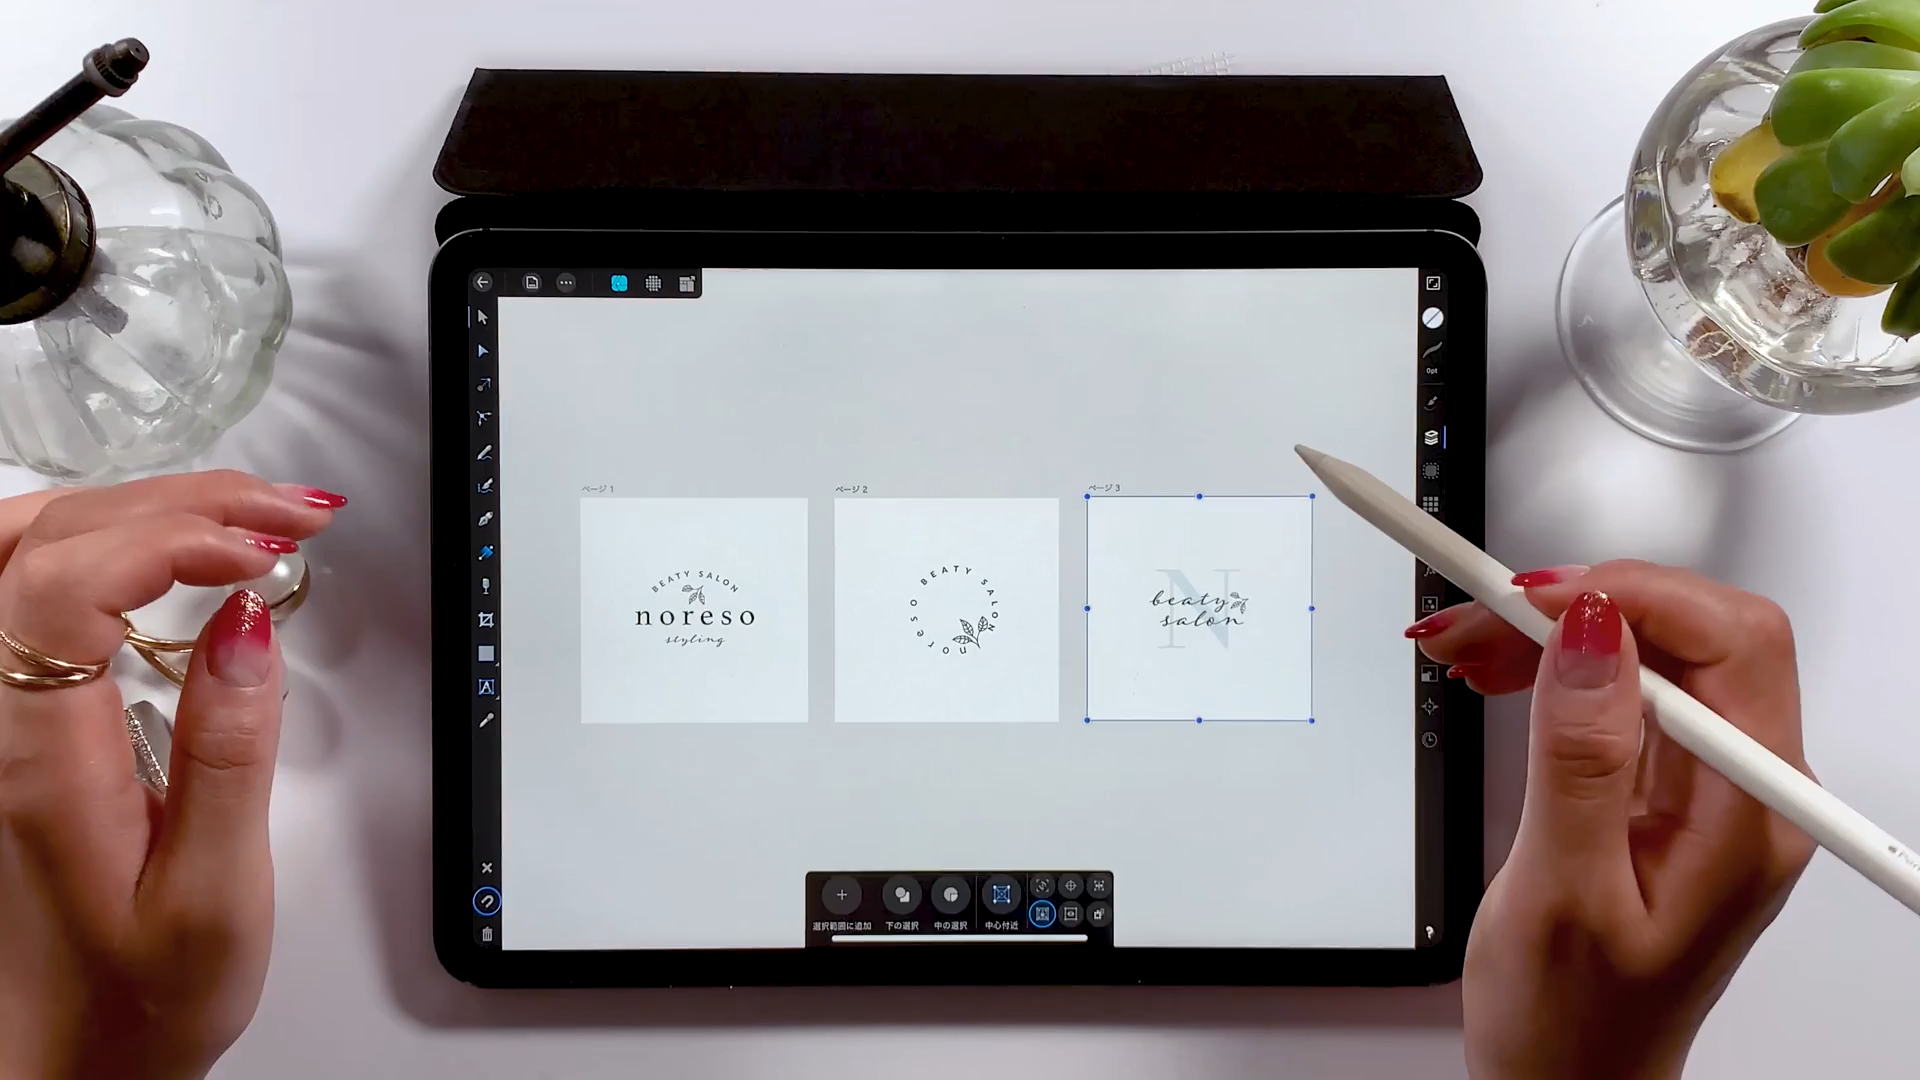 ページ 1
BEATY SALON
noreso
styling
ページ 2
BEATY SALON
noreso
ページ 3
N
beaty
salon
0pt
選択範囲に追加
下の選択
中の選択
中心付近